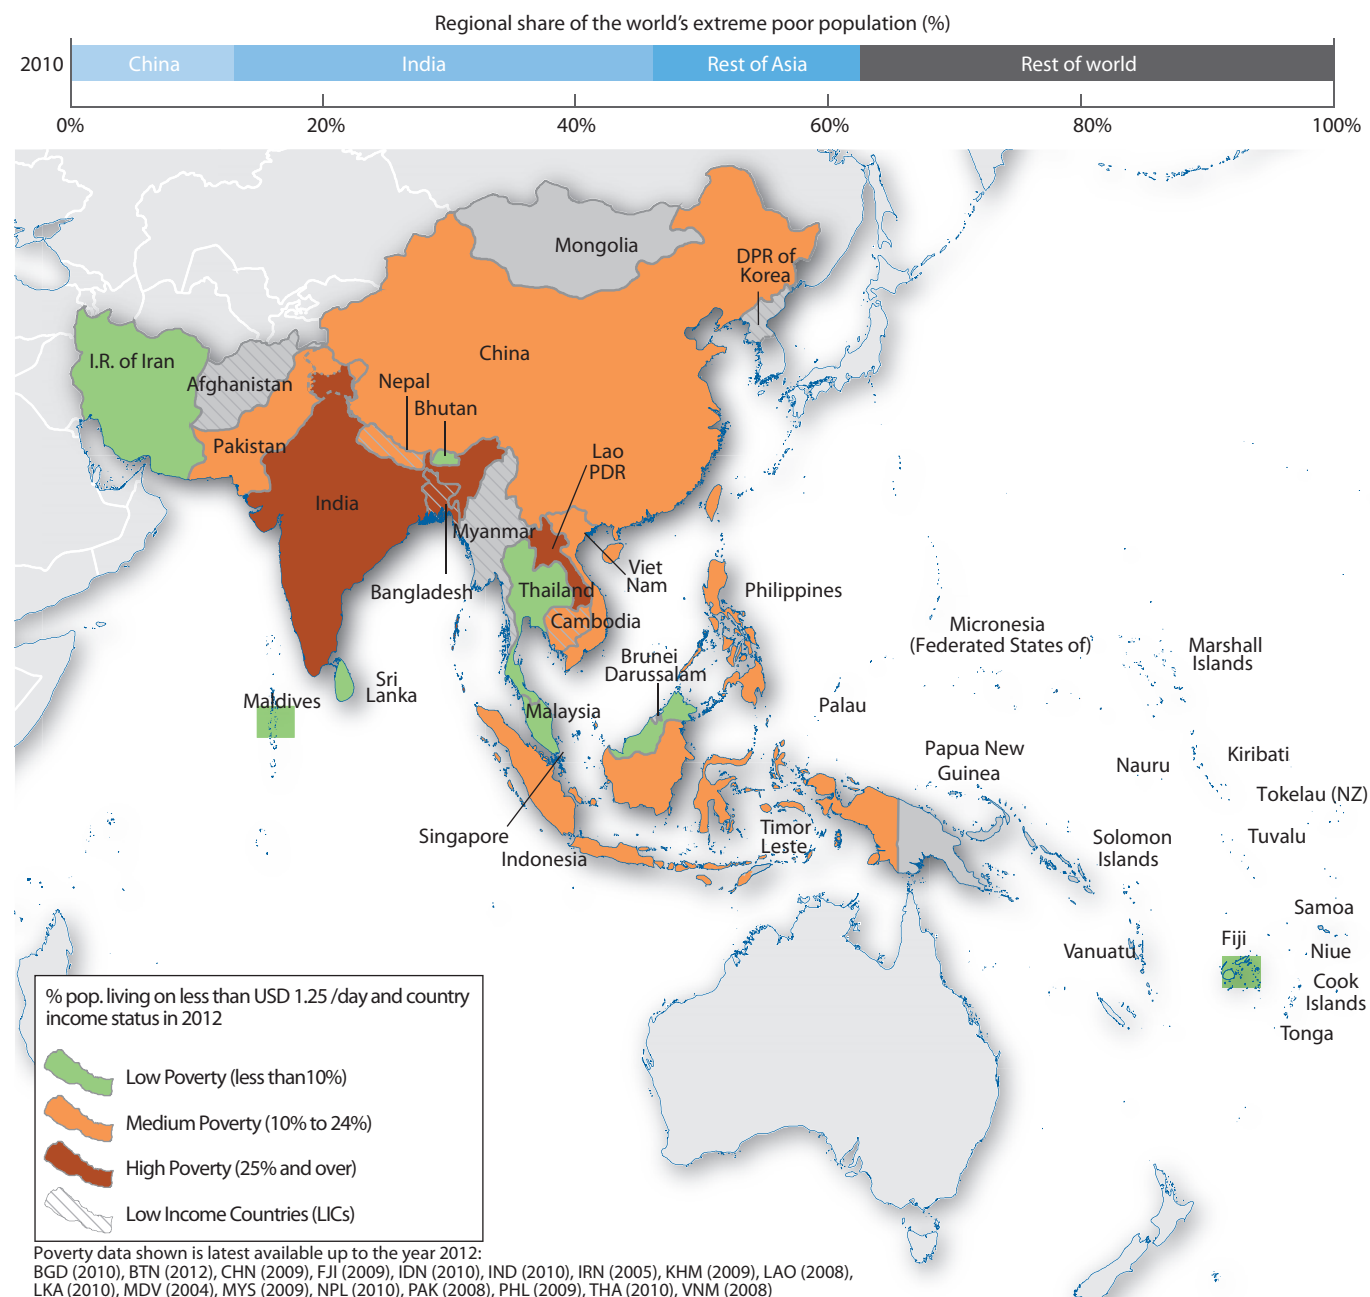 Regional share of the world's extreme poor population (%)
2010
China
India
Rest of Asia
Rest of world
0%
20%
40%
60%
80%
100%
Mongolia
DPR of
Korea
I.R. of Iran
China
Afghanistan
Nepal
Bhutan
Pakistan
Lao
PDR
India
Myanmar
Viet
Nam
Bangladesh
Thailand
Philippines
Cambodia
Micronesia
(Federated States of)
Marshall
Islands
Brunei
Darussalam
Sri
Lanka
Maldives
Malaysia
Palau
Papua New
Guinea
Nauru
Kiribati
Tokelau (NZ)
Singapore
Indonesia
Timor
Leste
Solomon
Islands
Tuvalu
Samoa
Vanuatu
Fiji
Niue
Cook
Islands
Tonga
% pop. living on less than USD 1.25 /day and country
income status in 2012
Low Poverty (less than10%)
Medium Poverty (10% to 24%)
High Poverty (25% and over)
Low Income Countries (LICs)
Poverty data shown is latest available up to the year 2012:
BGD (2010), BTN (2012), CHN (2009), FJI (2009), IDN (2010), IND (2010), IRN (2005), KHM (2009), LAO (2008),
LKA (2010), MDV (2004), MYS (2009), NPL (2010), PAK (2008), PHL (2009), THA (2010), VNM (2008)